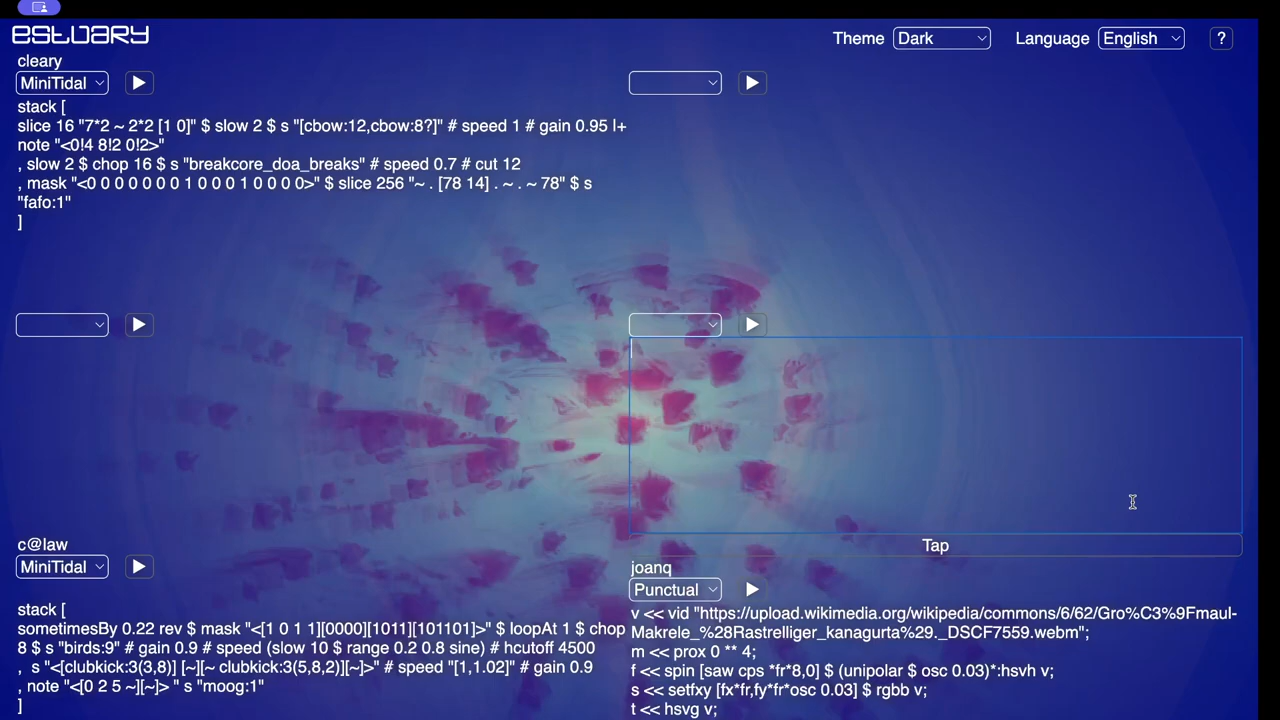 estuary
Theme Dark Language English ?
cleary
MiniTidal
stack [
slice 16 "7*2 ~ 2*2 [1 0]" $ slow 2 $ s "[cbow:12,cbow:8?]" # speed 1 # gain 0.95 |+
note "<0!4 8!2 0!2>"
, slow 2 $ chop 16 $ s "breakcore_doa_breaks" # speed 0.7 # cut 12
, mask "<0 0 0 0 0 0 0 1 0 0 0 1 0 0 0 0>" $ slice 256 "~ . [78 14] . ~ . ~ 78" $ s
"fafo:1"
]
c@law
MiniTidal
stack [
sometimesBy 0.22 rev $ mask "<[1 0 1 1][0000][1011][101101]>" $ loopAt 1 $ chop
8 $ s "birds:9" # gain 0.9 # speed (slow 10 $ range 0.2 0.8 sine) # hcutoff 4500
, s "<[clubkick:3(3,8)] [~][~ clubkick:3(5,8,2)][~]>" # speed "[1,1.02]" # gain 0.9
, note "<[0 2 5 ~][~]> " s "moog:1"
]
Tap
joanq
Punctual
v << vid "https://upload.wikimedia.org/wikipedia/commons/6/62/Gro%C3%9Fmaul-
Makrele_%28Rastrelliger_kanagurta%29._DSCF7559.webm";
m << prox 0 ** 4;
f << spin [saw cps *fr*8,0] $ (unipolar $ osc 0.03)*:hsvh v;
s << setfxy [fx*fr,fy*fr*osc 0.03] $ rgbb v;
t << hsvg v;